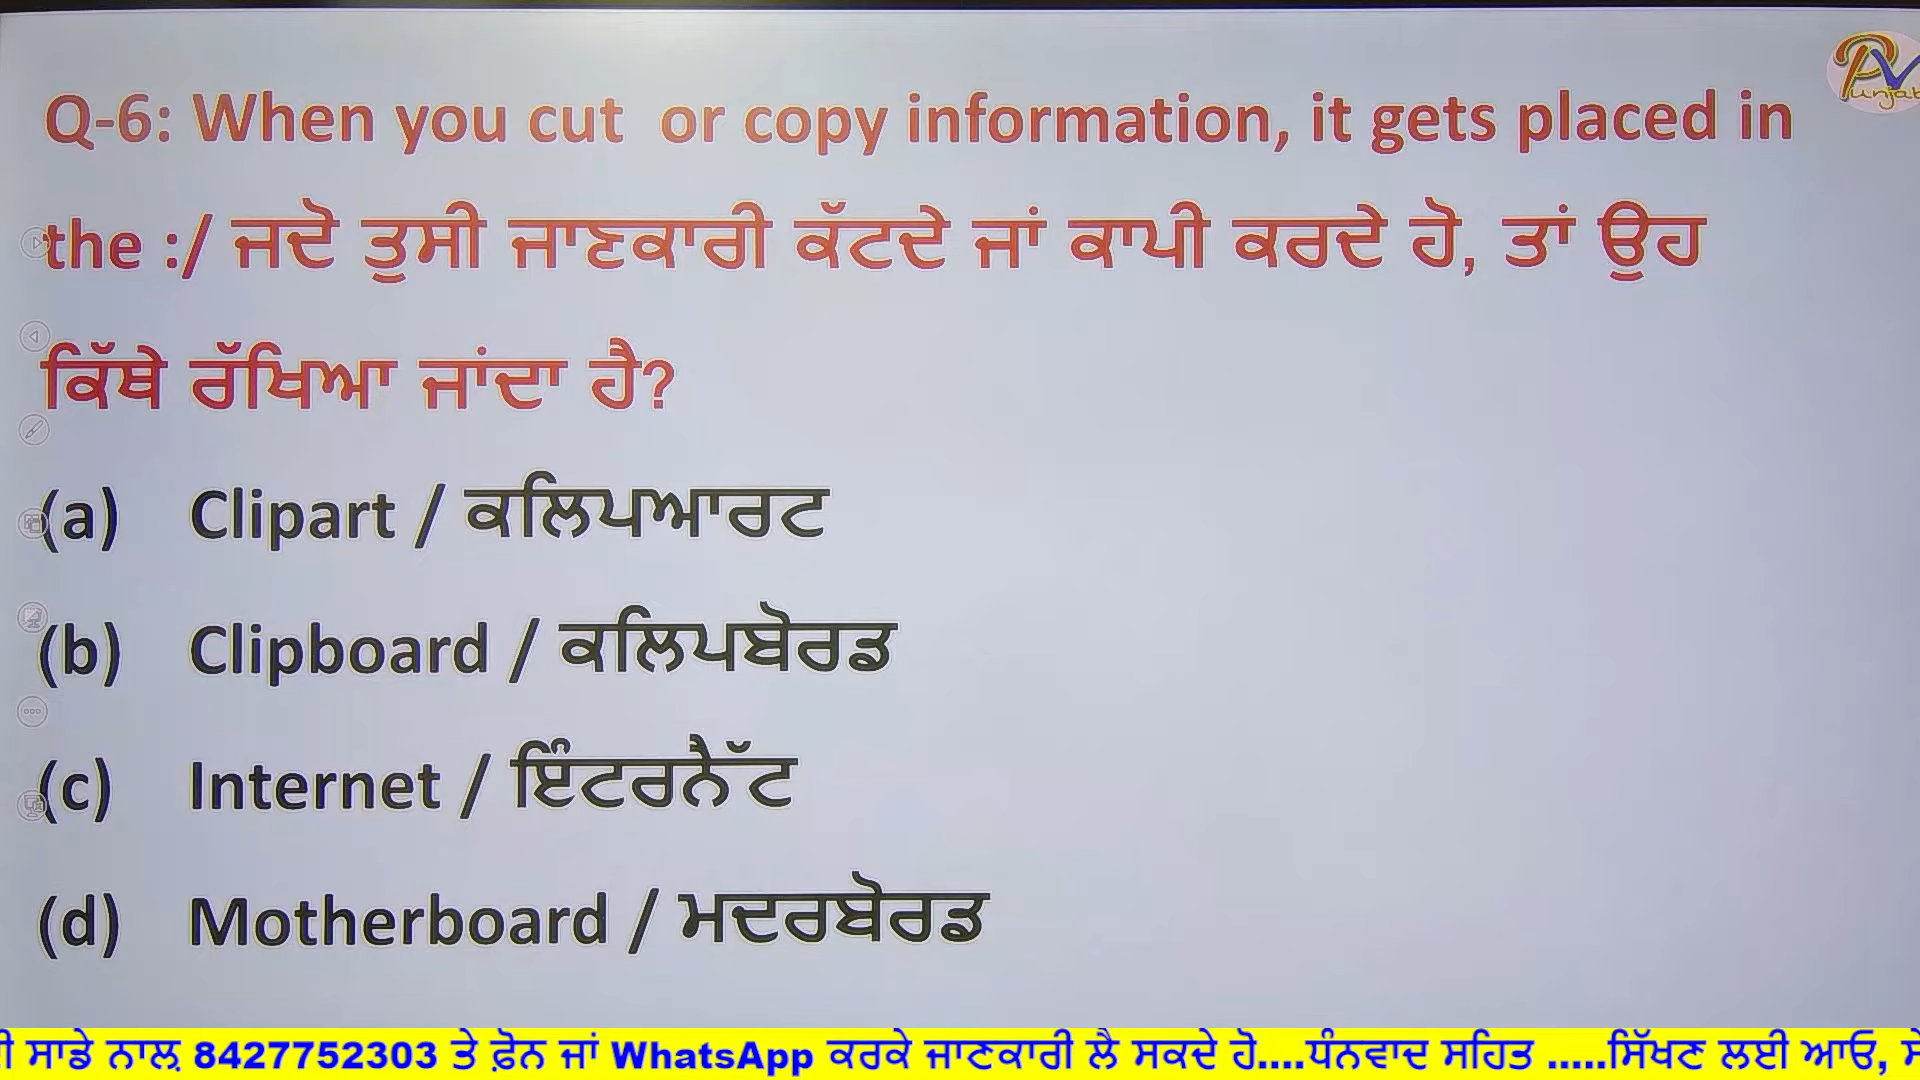 Q-6: When you cut or copy information, it gets placed in
the :/ ਜਦੋ ਤੁਸੀ ਜਾਣਕਾਰੀ ਕੱਟਦੇ ਜਾਂ ਕਾਪੀ ਕਰਦੇ ਹੋ, ਤਾਂ ਉਹ
ਕਿੱਥੇ ਰੱਖਿਆ ਜਾਂਦਾ ਹੈ?
(a) Clipart / ਕਲਿਪਆਰਟ
(b) Clipboard / ਕਲਿਪਬੋਰਡ
(c) Internet / ਇੰਟਰਨੈੱਟ
(d) Motherboard / ਮਦਰਬੋਰਡ
ਸਾਡੇ ਨਾਲ਼ 8427752303 ਤੇ ਫ਼ੋਨ ਜਾਂ WhatsApp ਕਰਕੇ ਜਾਣਕਾਰੀ ਲੈ ਸਕਦੇ ਹੋ....ਧੰਨਵਾਦ ਸਹਿਤ .....ਸਿੱਖਣ ਲਈ ਆਓ,